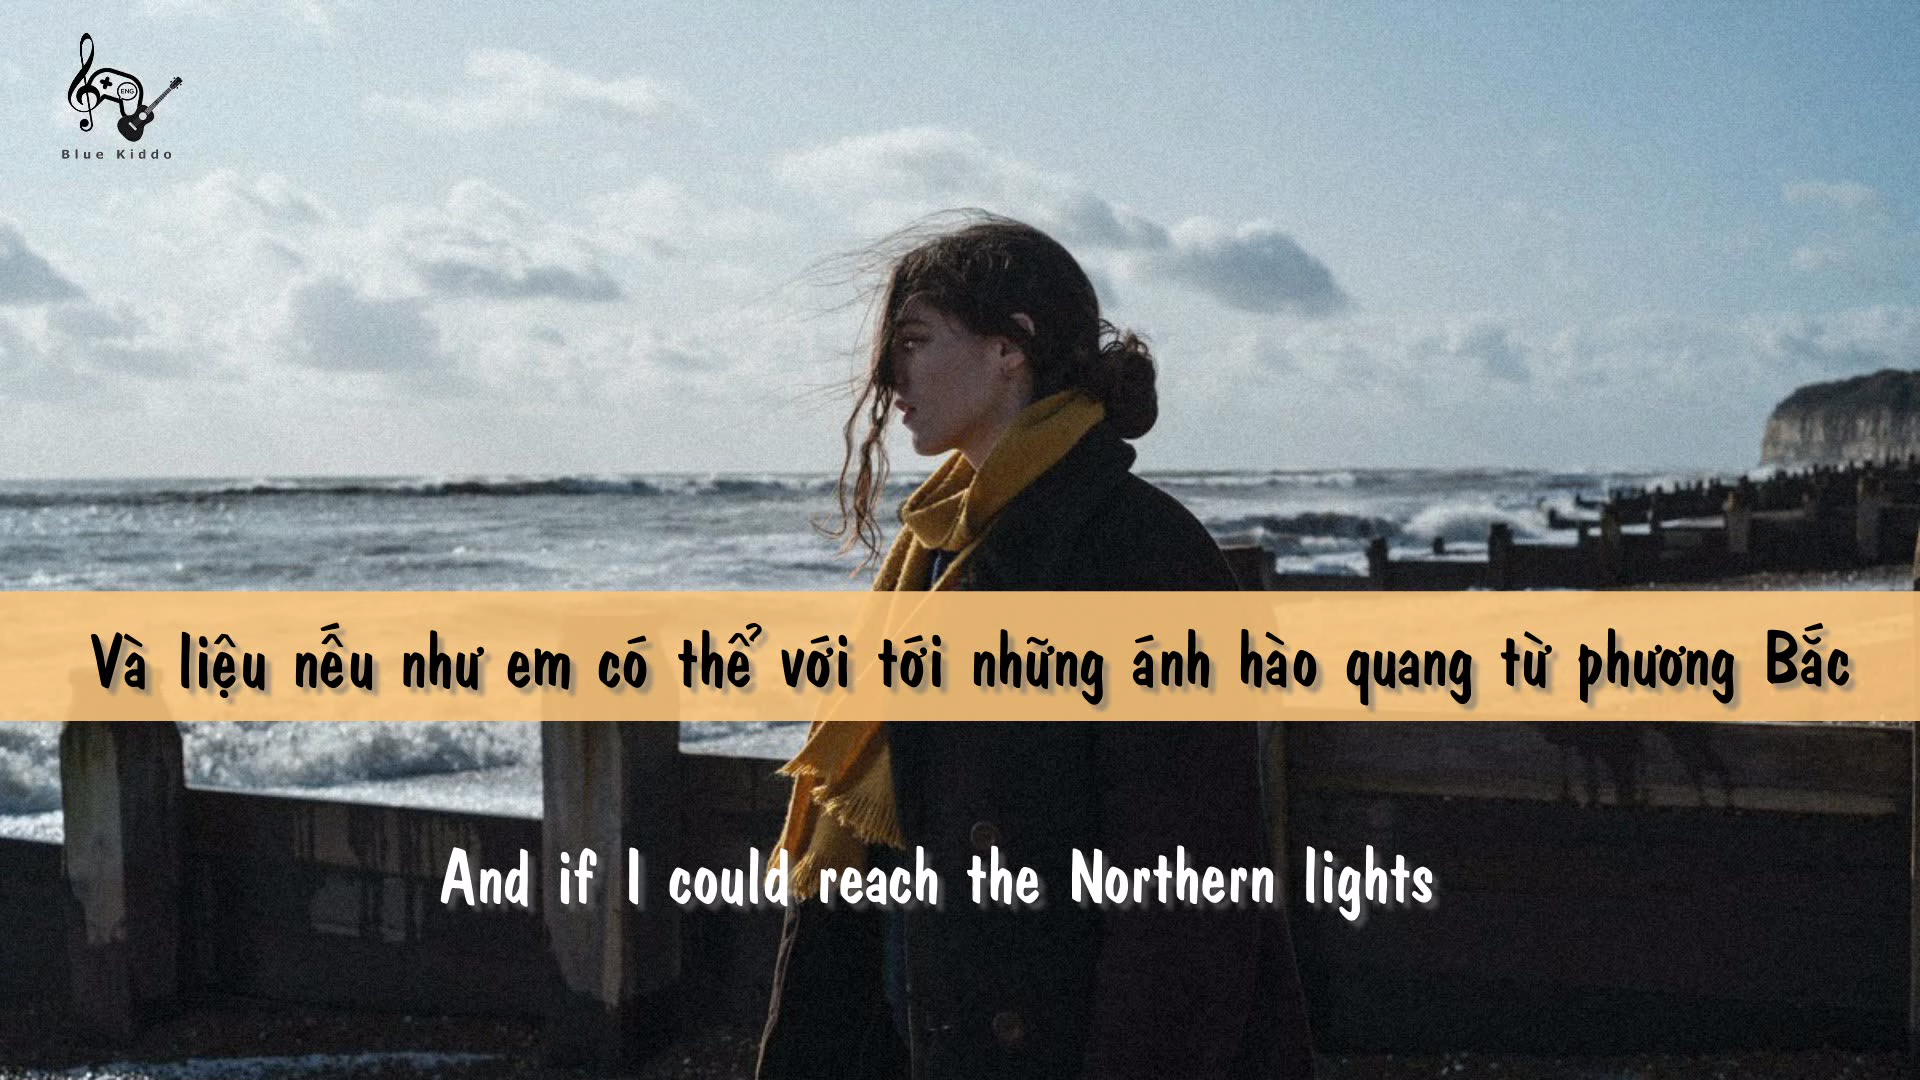 ENG
Blue Kiddo
Và liệu nếu như em có thể với tới những ánh hào quang từ phương Bắc
And if I could reach the Northern lights